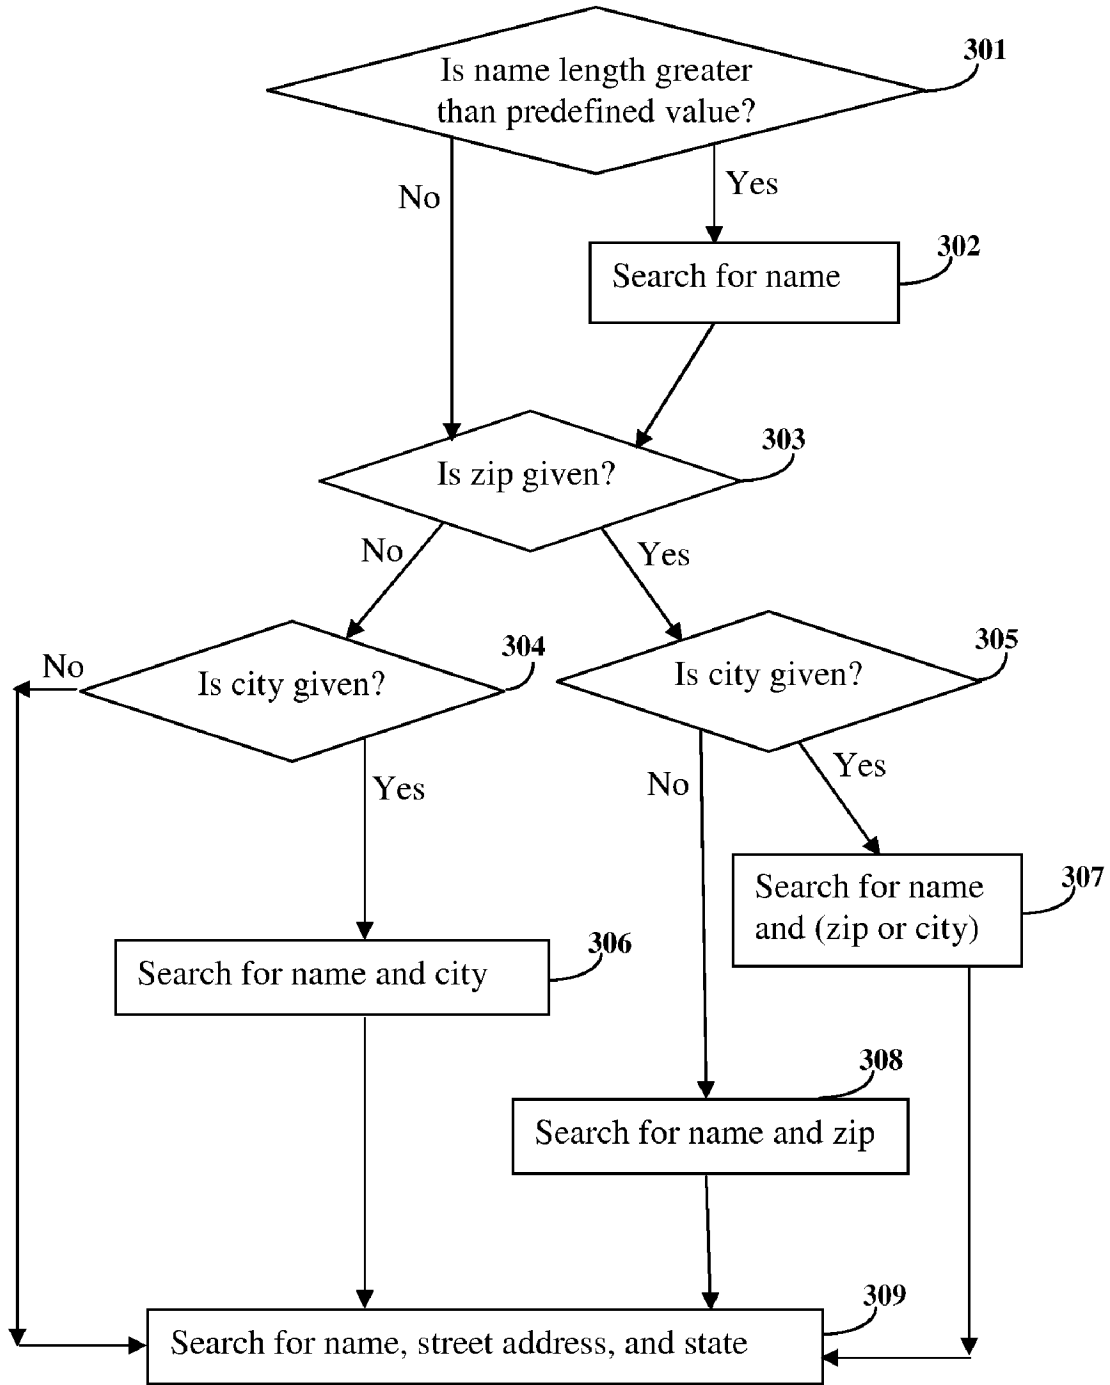 301
Is name length greater
than predefined value?
No
Yes
302
Search for name
303
Is zip given?
No
Yes
304
305
No
Is city given?
Is city given?
Yes
No
Yes
307
Search for name
and (zip or city)
306
Search for name and city
308
Search for name and zip
309
Search for name, street address, and state